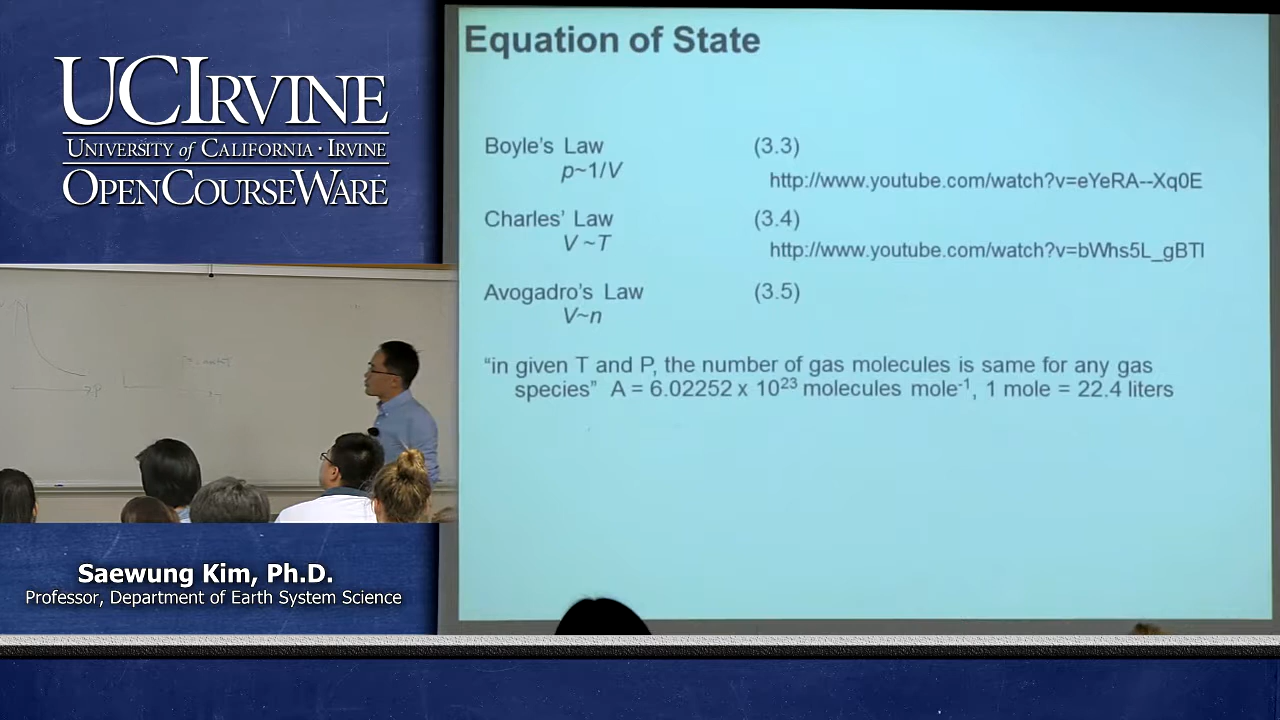 UCIRVINE
UNIVERSITY of CALIFORNIA · IRVINE
OPENCOURSEWARE
Saewung Kim, Ph.D.
Professor, Department of Earth System Science
Equation of State
Boyle's Law (3.3)
p~1/V
http://www.youtube.com/watch?v=eYeRA--Xq0E
Charles' Law (3.4)
V ~T
http://www.youtube.com/watch?v=bWhs5L_gBTI
Avogadro's Law (3.5)
V~n
“in given T and P, the number of gas molecules is same for any gas
species” A = 6.02252 x 10²³ molecules mole⁻¹, 1 mole = 22.4 liters